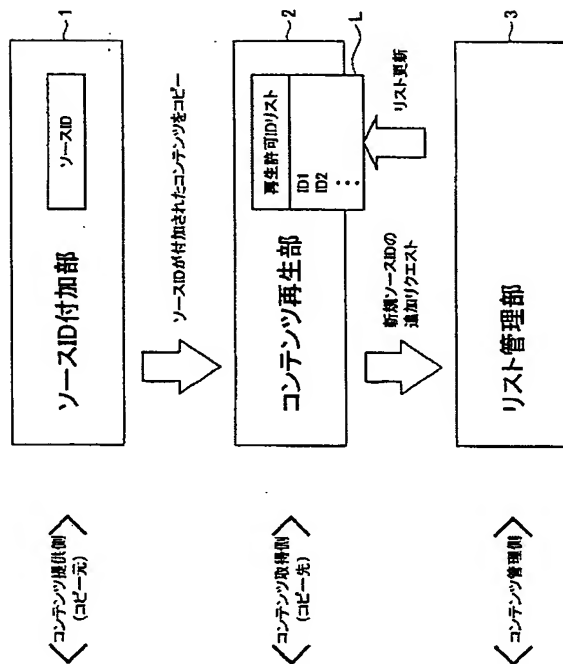 <コンテンツ提供側>
(コピー元)
ソースID付加部
ソースID
1
ソースIDが付加されたコンテンツをコピー
<コンテンツ取得側>
(コピー先)
コンテンツ再生部
再生許可IDリスト
ID1
ID2
2
L
新規ソースIDの
追加リクエスト
リスト更新
<コンテンツ管理側>
リスト管理部
3